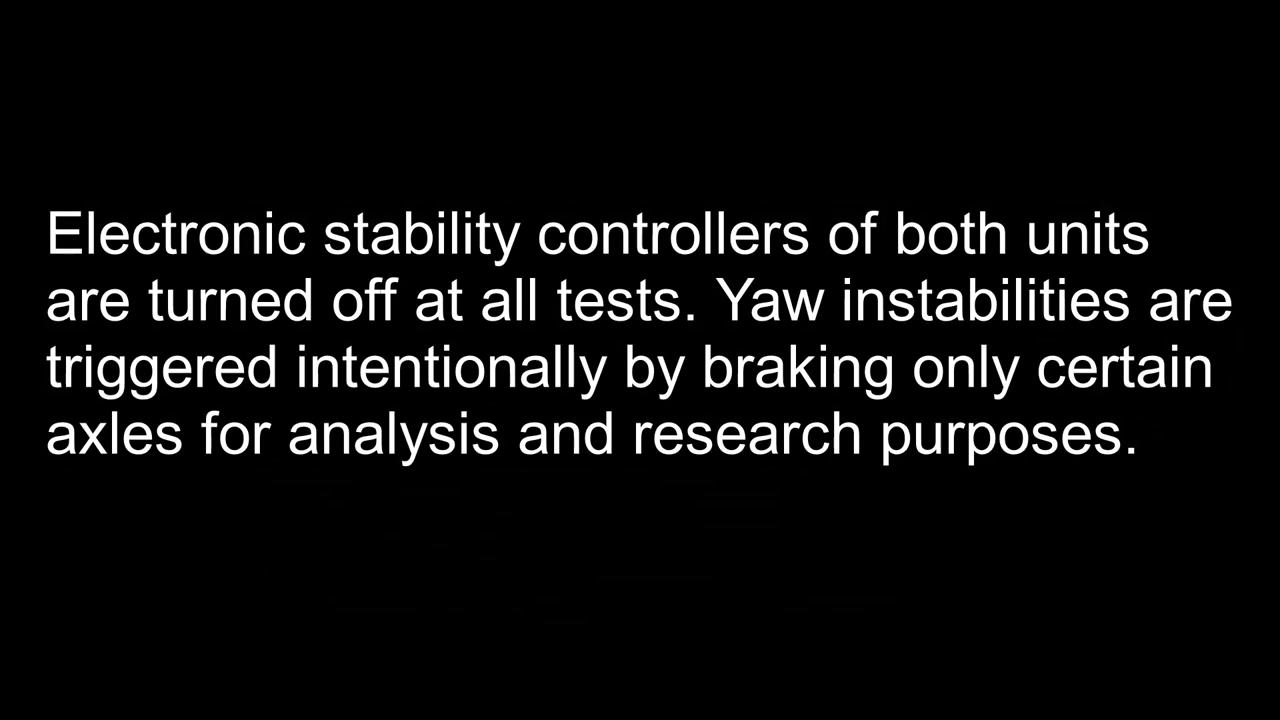 Electronic stability controllers of both units
are turned off at all tests. Yaw instabilities are
triggered intentionally by braking only certain
axles for analysis and research purposes.